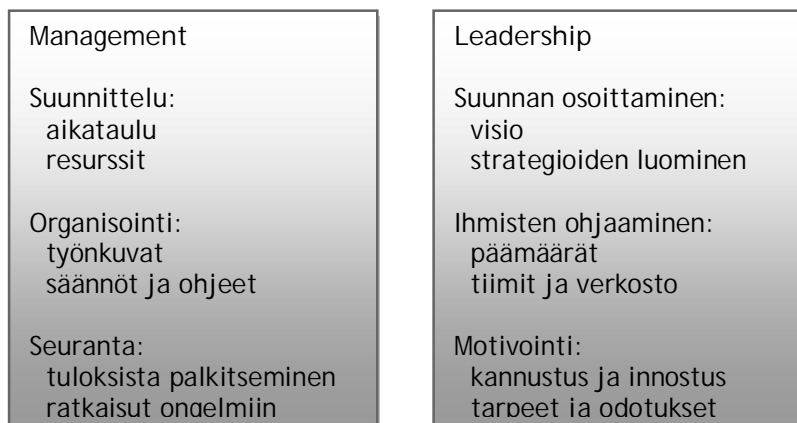 Management
Suunnittelu:
aikataulu
resurssit
Organisointi:
työnkuvat
säännöt ja ohjeet
Seuranta:
tuloksista palkitseminen
ratkaisut ongelmiin
Leadership
Suunnan osoittaminen:
visio
strategioiden luominen
Ihmisten ohjaaminen:
päämäärät
tiimit ja verkosto
Motivointi:
kannustus ja innostus
tarpeet ja odotukset